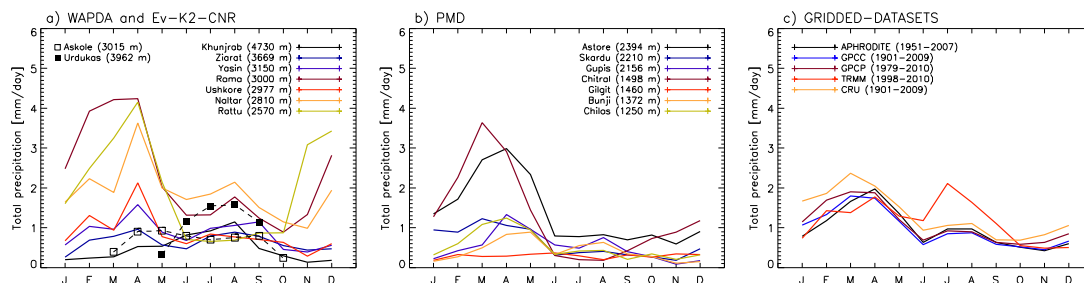 a) WAPDA and Ev-K2-CNR
Total precipitation [mm/day]
6
5
4
3
2
1
0
Askole (3015 m)
Urdukas (3962 m)
Khunjrab (4730 m)
Ziarat (3669 m)
Yasin (3150 m)
Rama (3000 m)
Ushkore (2977 m)
Naltar (2810 m)
Rattu (2570 m)
J F M A M J J A S O N D
b) PMD
Total precipitation [mm/day]
6
5
4
3
2
1
0
Astore (2394 m)
Skardu (2210 m)
Gupis (2156 m)
Chitral (1498 m)
Gilgit (1460 m)
Bunji (1372 m)
Chilas (1250 m)
J F M A M J J A S O N D
c) GRIDDED-DATASETS
Total precipitation [mm/day]
6
5
4
3
2
1
0
APHRODITE (1951-2007)
GPCC (1901-2009)
GPCP (1979-2010)
TRMM (1998-2010)
CRU (1901-2009)
J F M A M J J A S O N D